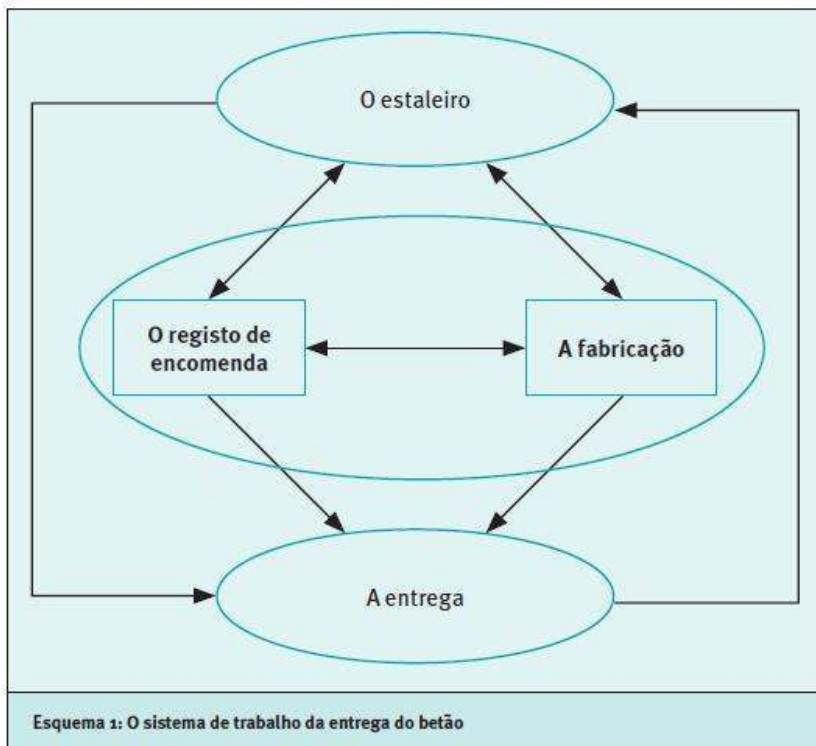 O estaleiro
O registo de
encomenda
A fabricação
A entrega
Esquema 1: O sistema de trabalho da entrega do betão